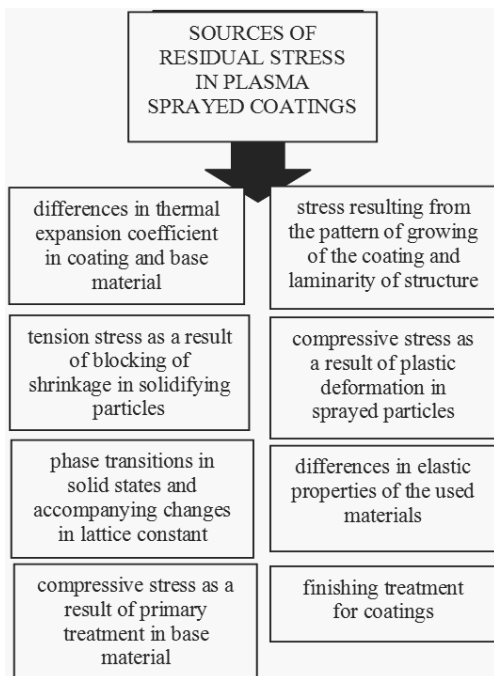 SOURCES OF
RESIDUAL STRESS
IN PLASMA
SPRAYED COATINGS
differences in thermal
expansion coefficient
in coating and base
material
stress resulting from
the pattern of growing
of the coating and
laminarity of structure
tension stress as a result
of blocking of
shrinkage in solidifying
particles
compressive stress as
a result of plastic
deformation in
sprayed particles
phase transitions in
solid states and
accompanying changes
in lattice constant
differences in elastic
properties of the used
materials
compressive stress as a
result of primary
treatment in base
material
finishing treatment
for coatings